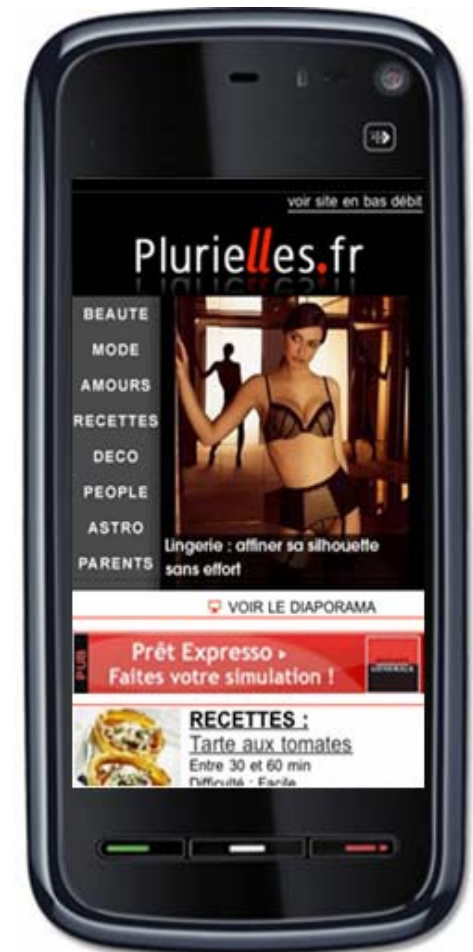 voir site en bas débit
Plurielles.fr
BEAUTE
MODE
AMOURS
RECETTES
DECO
PEOPLE
ASTRO
PARENTS
Lingerie : affiner sa silhouette
sans effort
VOIR LE DIAPORAMA
PUB
Prêt Expresso
Faites votre simulation !
RECETTES :
Tarte aux tomates
Entre 30 et 60 min
Difficulté : Facile